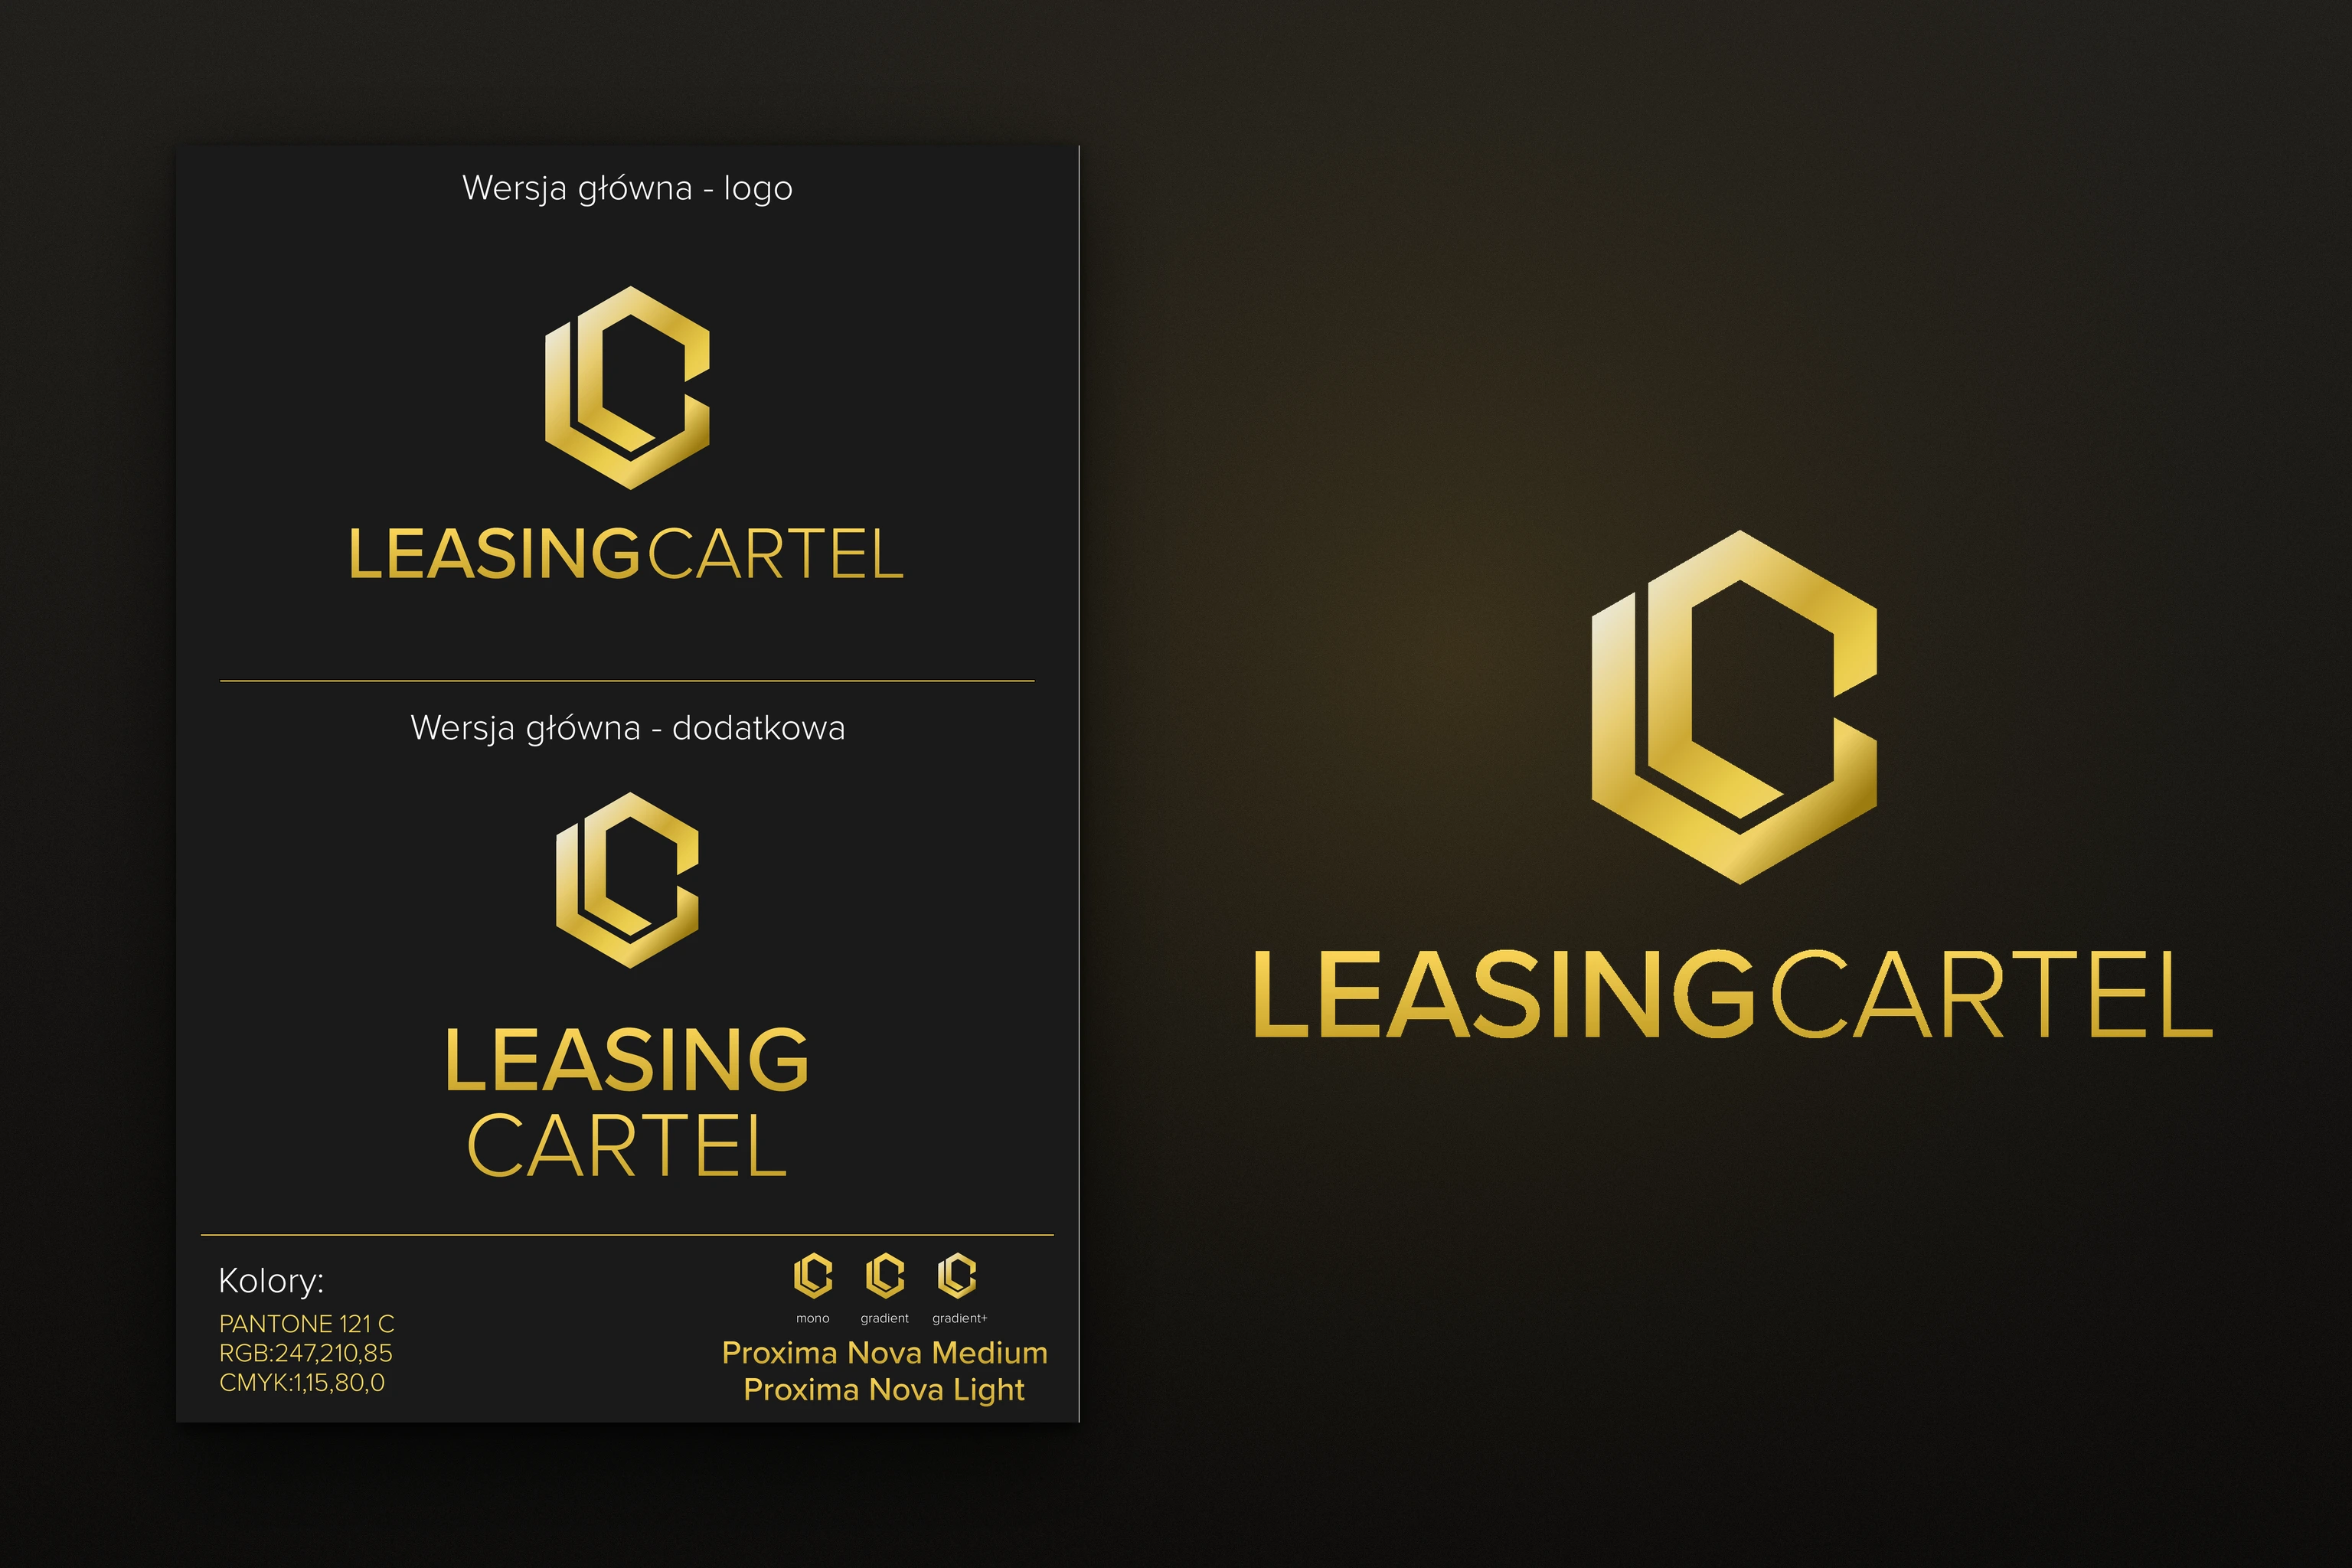 Wersja główna - logo
LEASINGCARTEL
Wersja główna - dodatkowa
LEASING
CARTEL
Kolory:
PANTONE 121 C
RGB:247,210,85
CMYK:1,15,80,0
mono gradient gradient+
Proxima Nova Medium
Proxima Nova Light
LEASINGCARTEL